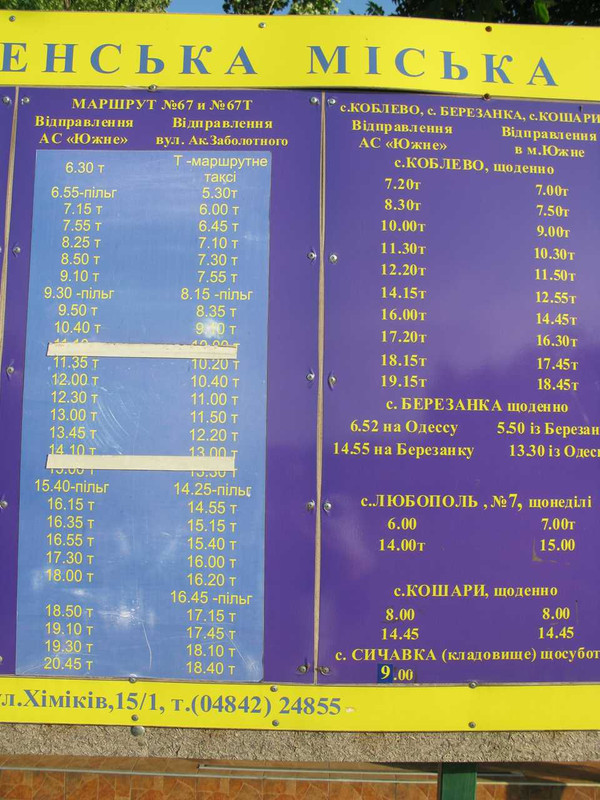 ЕНСЬКА МІСЬКА
МАРШРУТ №67 и №67Т
Відправлення Відправлення
АС «Южне» вул. Ак.Заболотного
6.30 т Т -маршрутне
таксі
6.55-пільг 5.30т
7.15 т 6.00 т
7.55 т 6.45 т
8.25 т 7.10 т
8.50 т 7.30 т
9.10 т 7.55 т
9.30 -пільг 8.15 -пільг
9.50 т 8.35 т
10.40 т
11.35 т 10.20 т
12.00 т 10.40 т
12.30 т 11.00 т
13.00 т 11.50 т
13.45 т 12.20 т
14.10 т 13.00 т
15.40-пільг 14.25-пільг
16.15 т 14.55 т
16.35 т 15.15 т
16.55 т 15.40 т
17.30 т 16.00 т
18.00 т 16.20 т
16.45 -пільг
18.50 т 17.15 т
19.10 т 17.45 т
19.30 т 18.10 т
20.45 т 18.40 т
с.КОБЛЕВО, с. БЕРЕЗАНКА, с.КОШАРИ
Відправлення Відправлення
АС «Южне» в м.Южне
с.КОБЛЕВО, щоденно
7.20т 7.00т
8.30т 7.50т
10.00т 9.00т
11.30т 10.30т
12.20т 11.50т
14.15т 12.55т
16.00т 14.45т
17.20т 16.30т
18.15т 17.45т
19.15т 18.45т
с. БЕРЕЗАНКА щоденно
6.52 на Одессу 5.50 із Березан
14.55 на Березанку 13.30 із Одес
с.ЛЮБОПОЛЬ , №7, щонеділі
6.00 7.00т
14.00т 15.00
с.КОШАРИ, щоденно
8.00 8.00
14.45 14.45
с. СИЧАВКА (кладовище) щосубот
9.00
л.Хіміків,15/1, т.(04842) 24855